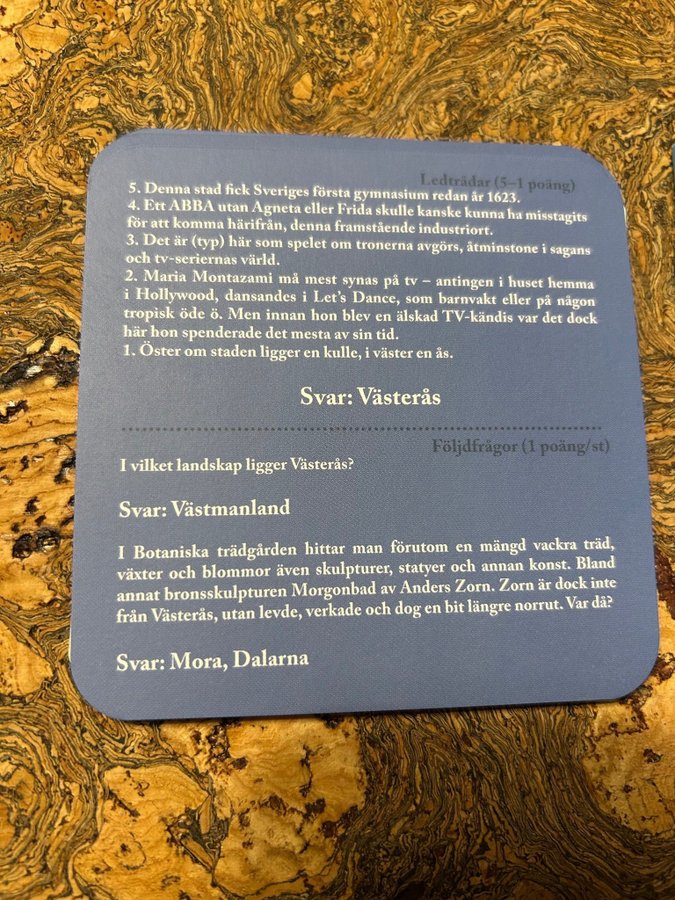 Ledtrådar (5–1 poäng)
5. Denna stad fick Sveriges första gymnasium redan år 1623.
4. Ett ABBA utan Agneta eller Frida skulle kanske kunna ha misstagits
för att komma härifrån, denna framstående industriort.
3. Det är (typ) här som spelet om tronerna avgörs, åtminstone i sagans
och tv-seriernas värld.
2. Maria Montazami må mest synas på tv – antingen i huset hemma
i Hollywood, dansandes i Let's Dance, som barnvakt eller på någon
tropisk öde ö. Men innan hon blev en älskad TV-kändis var det dock
här hon spenderade det mesta av sin tid.
1. Öster om staden ligger en kulle, i väster en ås.
Svar: Västerås
Följdfrågor (1 poäng/st)
I vilket landskap ligger Västerås?
Svar: Västmanland
I Botaniska trädgården hittar man förutom en mängd vackra träd,
växter och blommor även skulpturer, statyer och annan konst. Bland
annat bronsskulpturen Morgonbad av Anders Zorn. Zorn är dock inte
från Västerås, utan levde, verkade och dog en bit längre norrut. Var då?
Svar: Mora, Dalarna